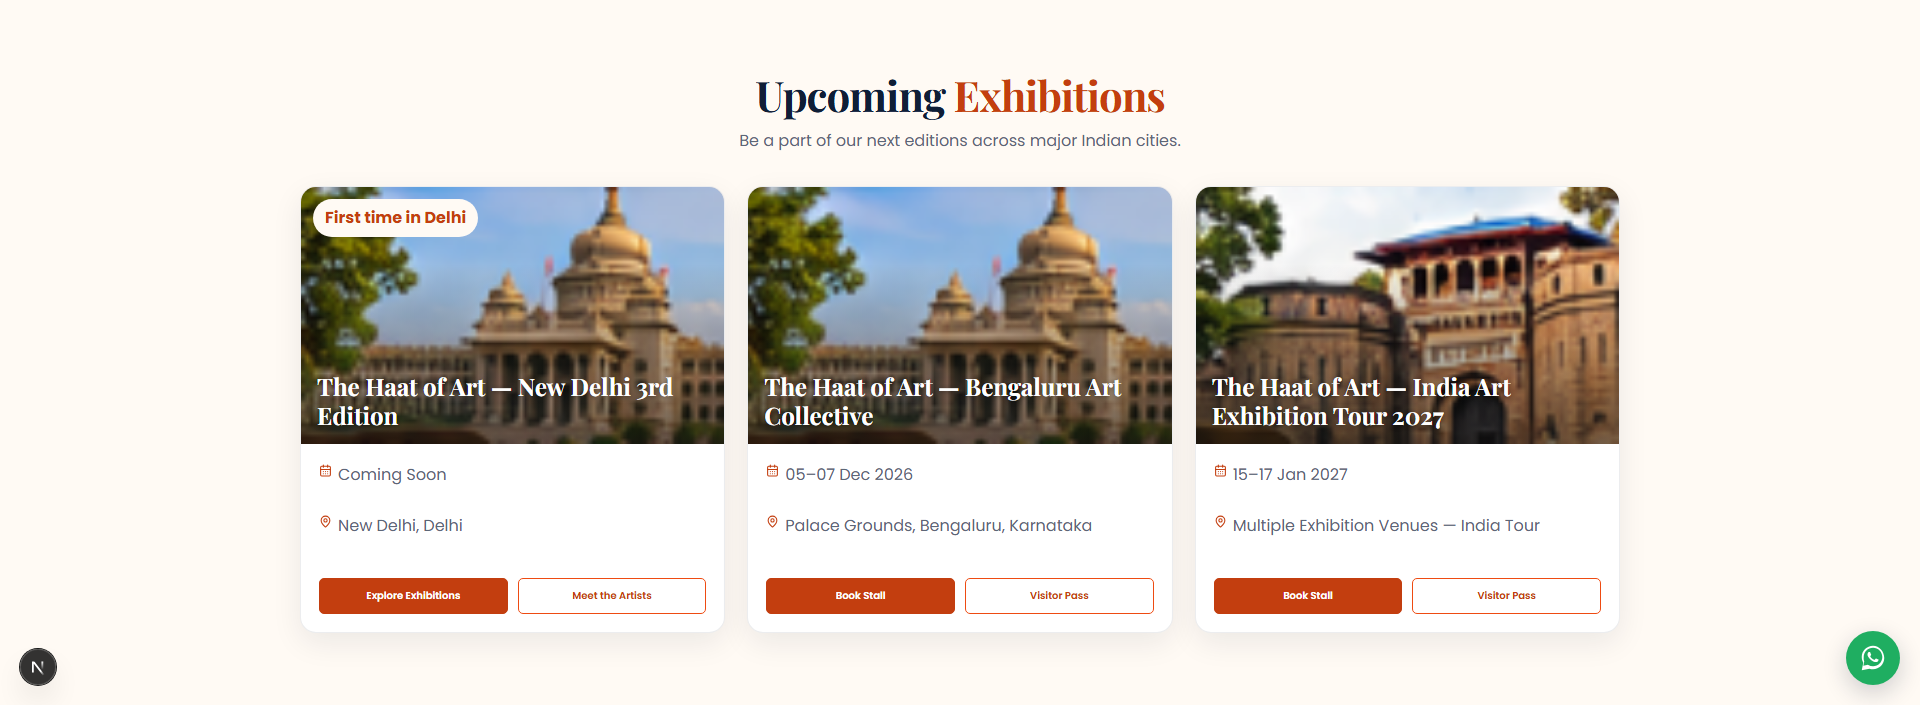 Upcoming Exhibitions
Be a part of our next editions across major Indian cities.
First time in Delhi
The Haat of Art — New Delhi 3rd
Edition
Coming Soon
New Delhi, Delhi
Explore Exhibitions
Meet the Artists
The Haat of Art — Bengaluru Art
Collective
05–07 Dec 2026
Palace Grounds, Bengaluru, Karnataka
Book Stall
Visitor Pass
The Haat of Art — India Art
Exhibition Tour 2027
15–17 Jan 2027
Multiple Exhibition Venues — India Tour
Book Stall
Visitor Pass
N